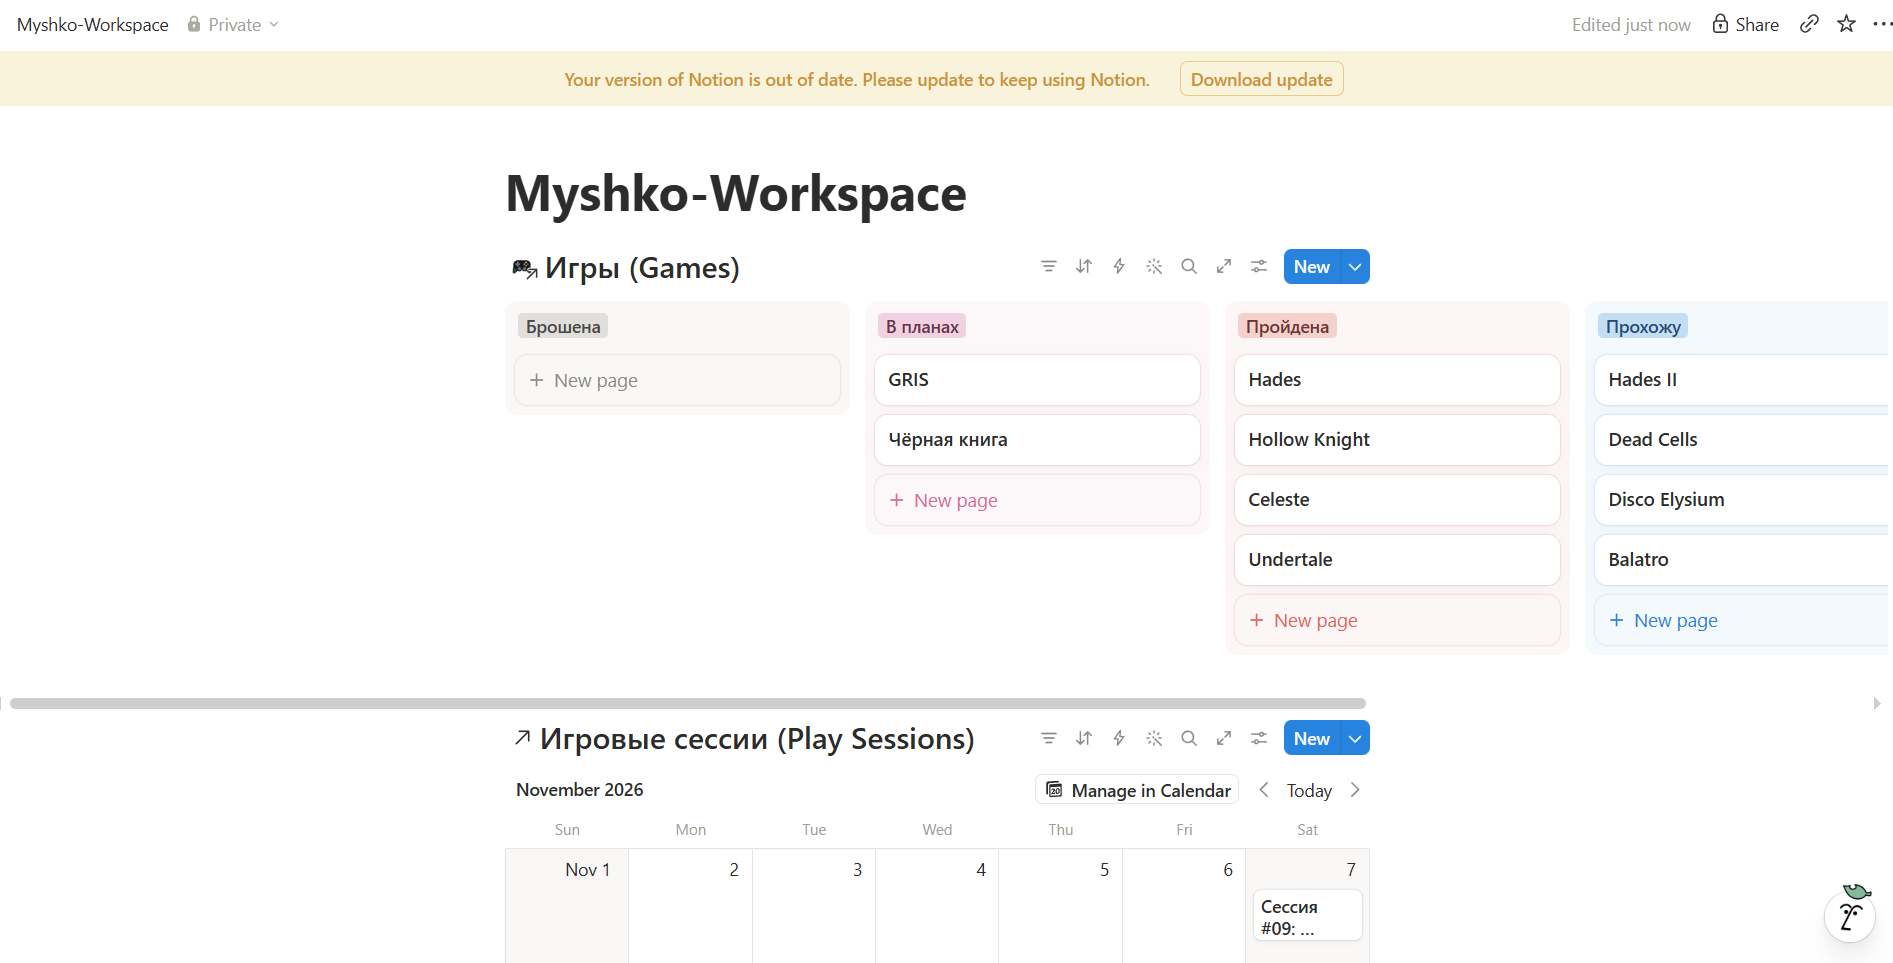 Myshko-Workspace Private Edited just now Share
Your version of Notion is out of date. Please update to keep using Notion. Download update
Myshko-Workspace
Игры (Games) New
Брошена
New page
В планах
GRIS
Чёрная книга
New page
Пройдена
Hades
Hollow Knight
Celeste
Undertale
New page
Прохожу
Hades II
Dead Cells
Disco Elysium
Balatro
New page
Игровые сессии (Play Sessions) New
November 2026 Manage in Calendar Today
Sun Mon Tue Wed Thu Fri Sat
Nov 1 2 3 4 5 6 7
Сессия
#09: ...